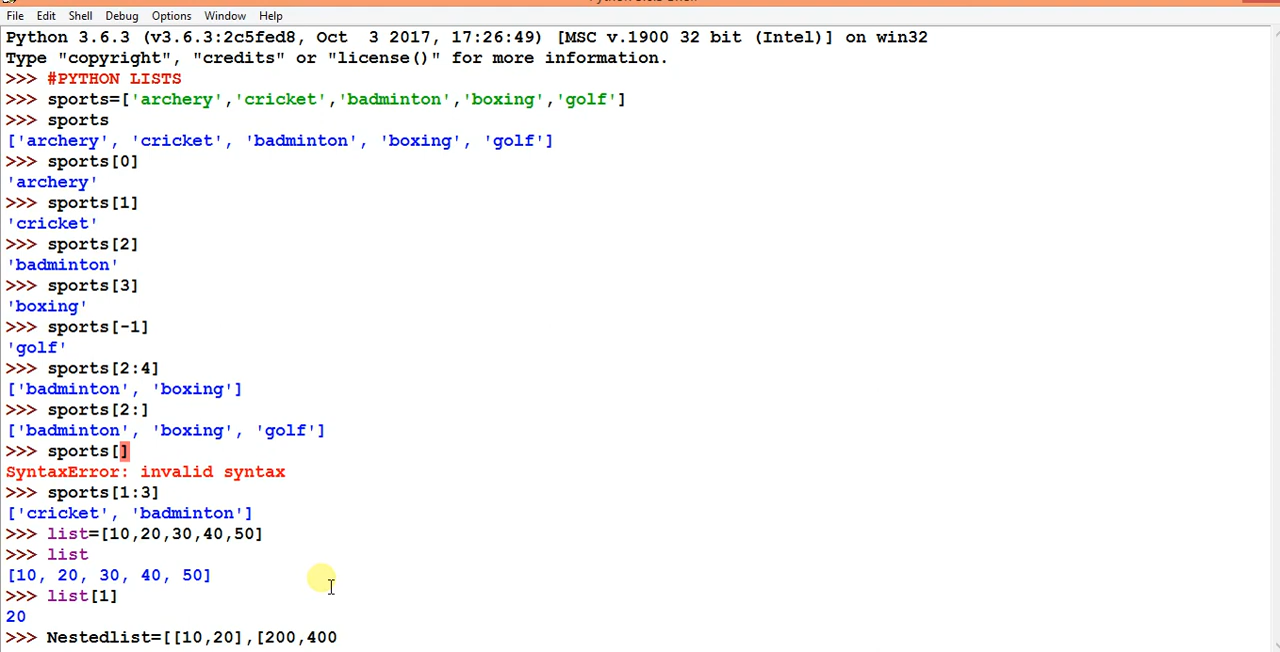 File Edit Shell Debug Options Window Help
Python 3.6.3 (v3.6.3:2c5fed8, Oct  3 2017, 17:26:49) [MSC v.1900 32 bit (Intel)] on win32
Type "copyright", "credits" or "license()" for more information.
>>> #PYTHON LISTS
>>> sports=['archery','cricket','badminton','boxing','golf']
>>> sports
['archery', 'cricket', 'badminton', 'boxing', 'golf']
>>> sports[0]
'archery'
>>> sports[1]
'cricket'
>>> sports[2]
'badminton'
>>> sports[3]
'boxing'
>>> sports[-1]
'golf'
>>> sports[2:4]
['badminton', 'boxing']
>>> sports[2:]
['badminton', 'boxing', 'golf']
>>> sports[]
SyntaxError: invalid syntax
>>> sports[1:3]
['cricket', 'badminton']
>>> list=[10,20,30,40,50]
>>> list
[10, 20, 30, 40, 50]
>>> list[1]
20
>>> Nestedlist=[[10,20],[200,400